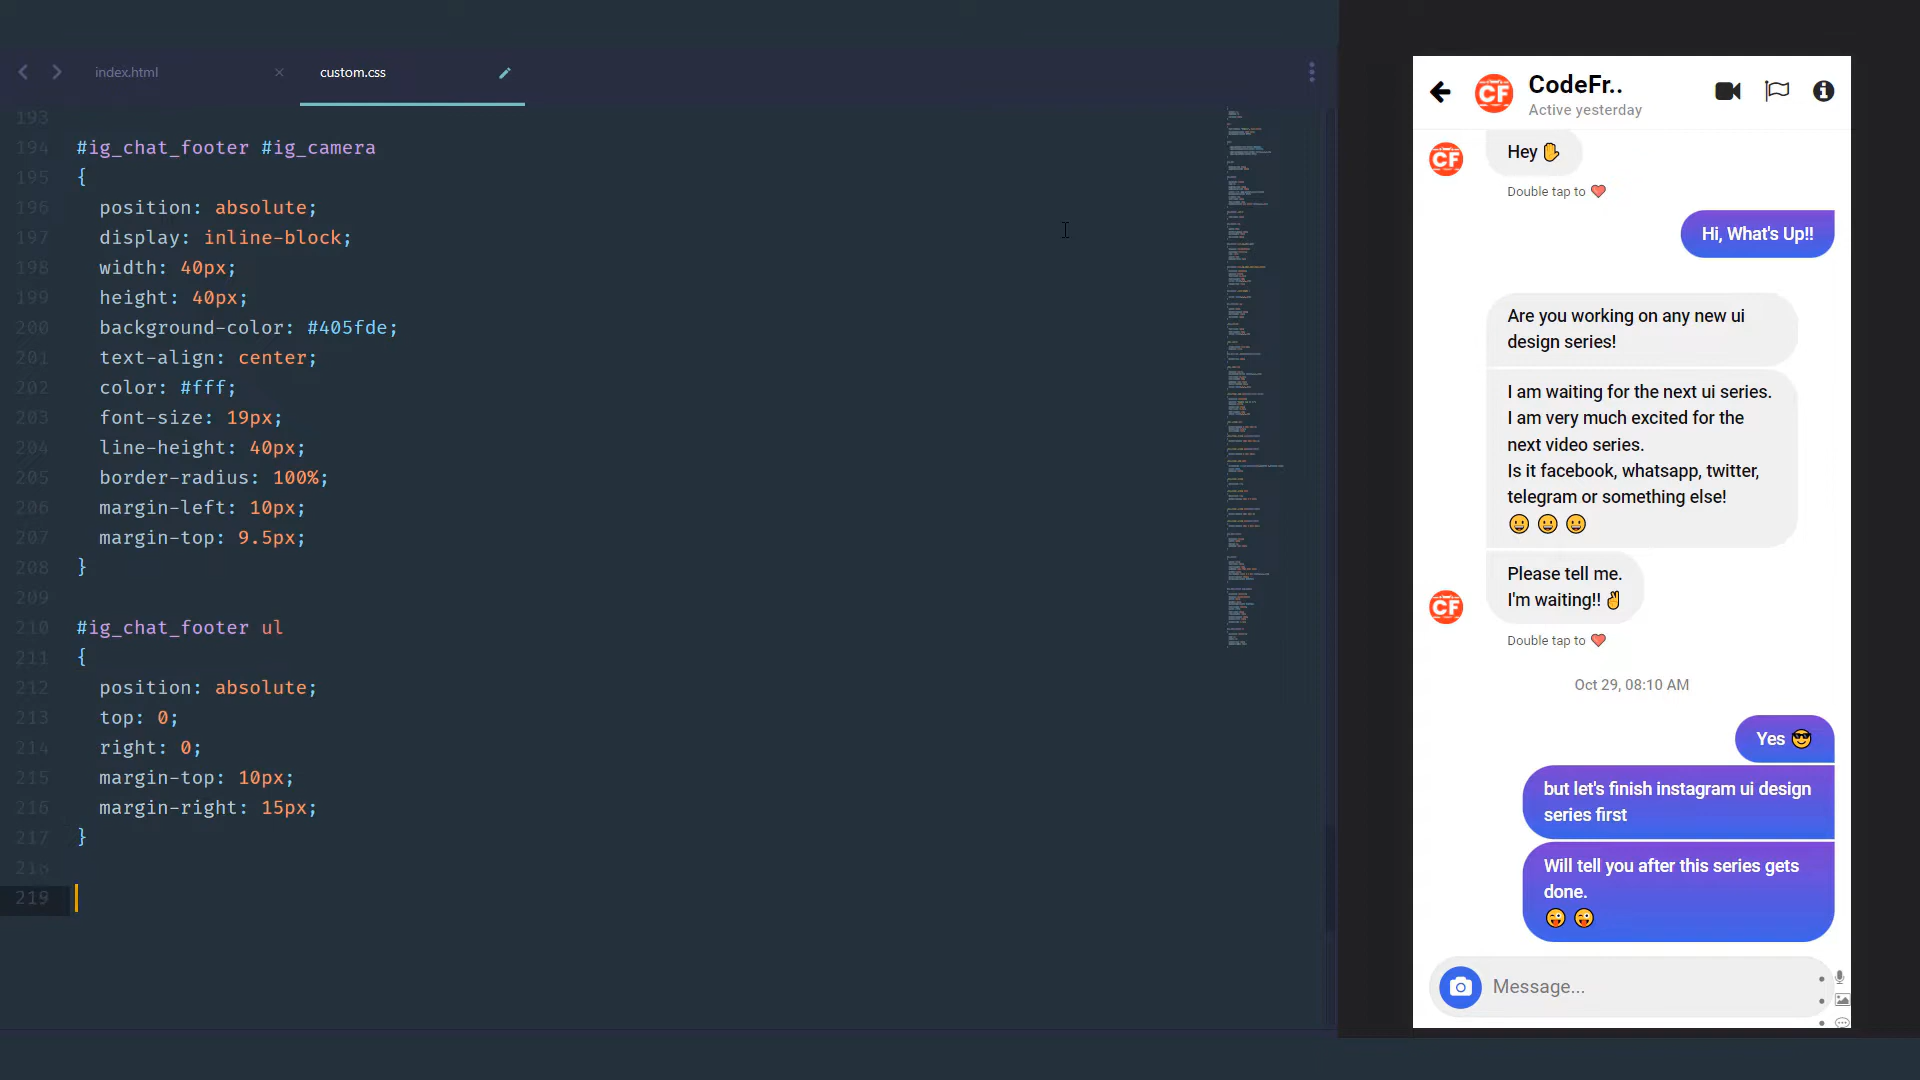 index.html
custom.css
193
194 #ig_chat_footer #ig_camera
195 {
196 position: absolute;
197 display: inline-block;
198 width: 40px;
199 height: 40px;
200 background-color: #405fde;
201 text-align: center;
202 color: #fff;
203 font-size: 19px;
204 line-height: 40px;
205 border-radius: 100%;
206 margin-left: 10px;
207 margin-top: 9.5px;
208 }
209
210 #ig_chat_footer ul
211 {
212 position: absolute;
213 top: 0;
214 right: 0;
215 margin-top: 10px;
216 margin-right: 15px;
217 }
218
219
CF
CodeFr..
Active yesterday
CF
Hey ✋
Double tap to ❤
Hi, What's Up!!
Are you working on any new ui
design series!
I am waiting for the next ui series.
I am very much excited for the
next video series.
Is it facebook, whatsapp, twitter,
telegram or something else!
😀 😀 😀
Please tell me.
I'm waiting!! ✌
CF
Double tap to ❤
Oct 29, 08:10 AM
Yes 😎
but let's finish instagram ui design
series first
Will tell you after this series gets
done.
😜 😜
Message...